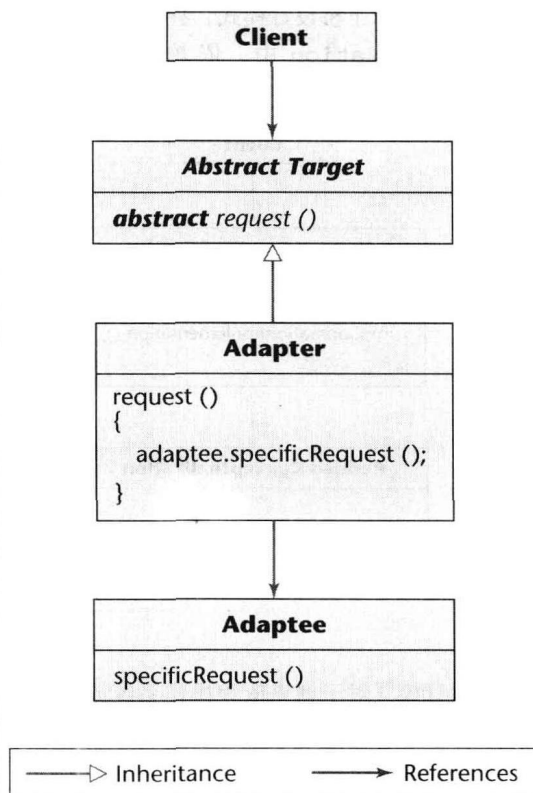 Client
Abstract Target
abstract request ()
Adapter
request ()
{
adaptee.specificRequest ();
}
Adaptee
specificRequest ()
Inheritance
References